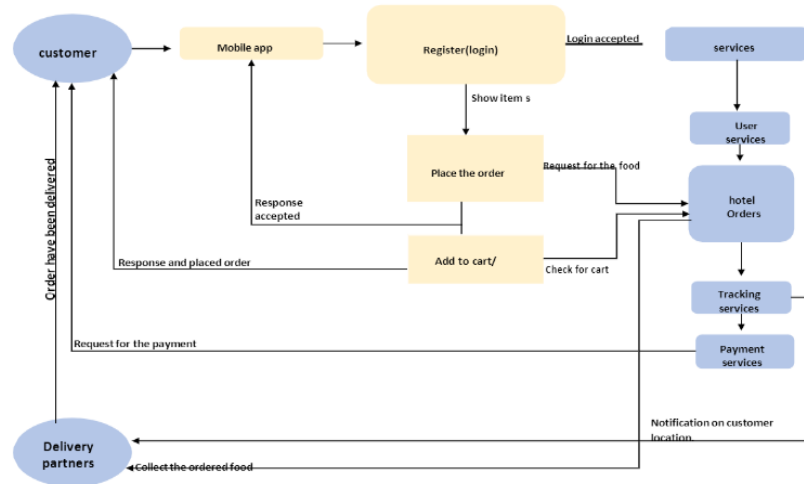 customer
Mobile app
Register(login)
Login accepted
services
Show item s
User
services
Place the order
Request for the food
hotel
Orders
Response
accepted
Response and placed order
Add to cart/
Check for cart
Tracking
services
Request for the payment
Payment
services
Order have been delivered
Notification on customer
location.
Delivery
partners
Collect the ordered food